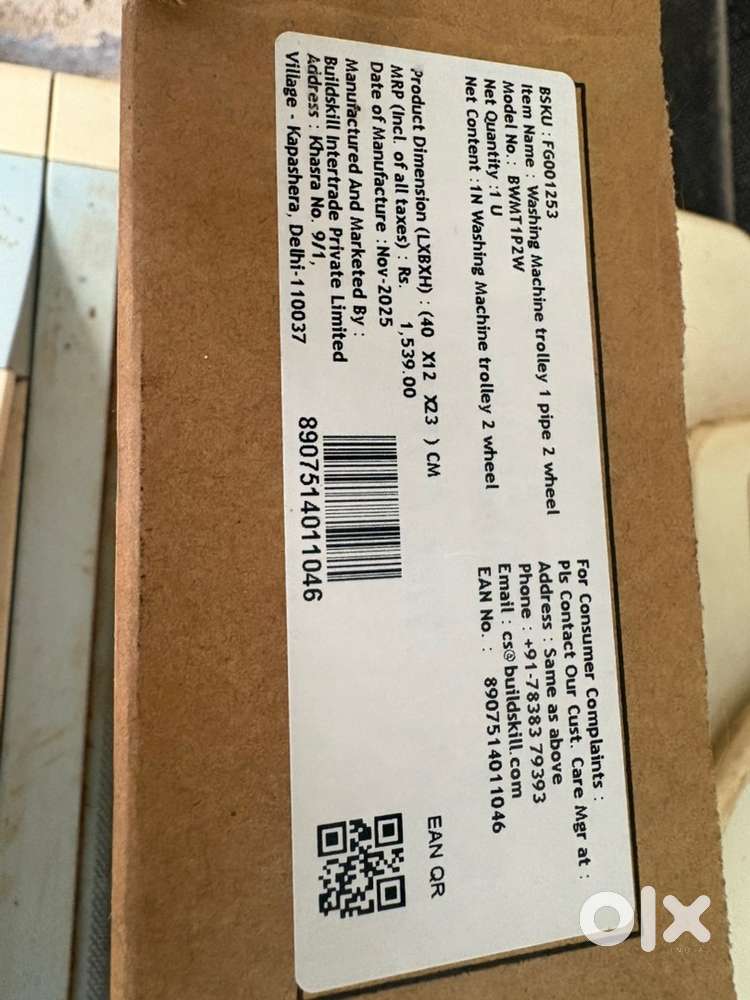 BSKU : FG001253
Item Name : Washing Machine trolley 1 pipe 2 wheel
Model No.: BWMT1P2W
Net Quantity :1 U
Net Content :1N Washing Machine trolley 2 wheel
Product Dimension (LXBXH) : (40 X12 X23 ) CM
MRP (Incl. of all taxes) : Rs. 1,539.00
Date of Manufacture :Nov-2025
Manufactured And Marketed By :
Buildskill Intertrade Private Limited
Address : Khasra No. 9/1,
Village - Kapashera, Delhi-110037
8907514011046
For Consumer Complaints :
Pls Contact Our Cust. Care Mgr at :
Address : Same as above
Phone : +91-78383 79393
Email : cs@buildskill.com
EAN No. : 8907514011046
EAN QR
olx
INDIA